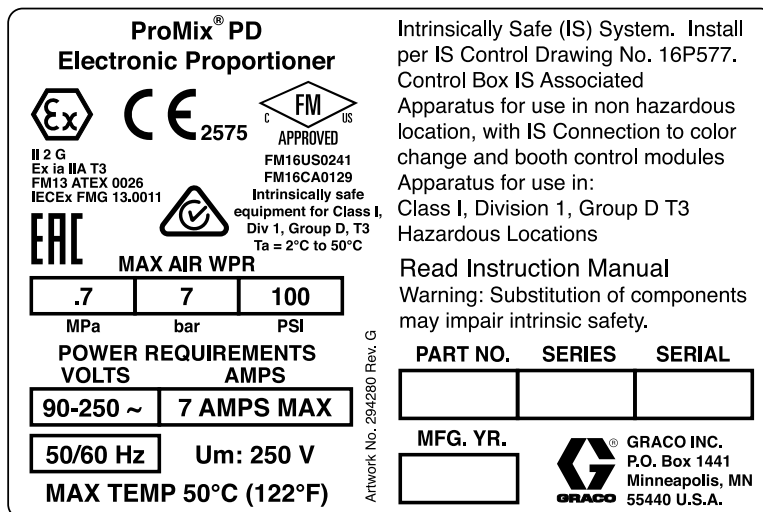 ProMix® PD
Electronic Proportioner
Ex
CE 2575
C FM US
APPROVED
II 2 G
Ex ia IIA T3
FM13 ATEX 0026
IECEx FMG 13.0011
FM16US0241
FM16CA0129
Intrinsically safe
equipment for Class I,
Div 1, Group D, T3
Ta = 2°C to 50°C
EAC
MAX AIR WPR
.7 7 100
MPa bar PSI
POWER REQUIREMENTS
VOLTS AMPS
90-250 ~ 7 AMPS MAX
50/60 Hz Um: 250 V
MAX TEMP 50°C (122°F)
Artwork No. 294280 Rev. G
Intrinsically Safe (IS) System. Install
per IS Control Drawing No. 16P577.
Control Box IS Associated
Apparatus for use in non hazardous
location, with IS Connection to color
change and booth control modules
Apparatus for use in:
Class I, Division 1, Group D T3
Hazardous Locations
Read Instruction Manual
Warning: Substitution of components
may impair intrinsic safety.
PART NO. SERIES SERIAL
MFG. YR.
G®
GRACO
GRACO INC.
P.O. Box 1441
Minneapolis, MN
55440 U.S.A.